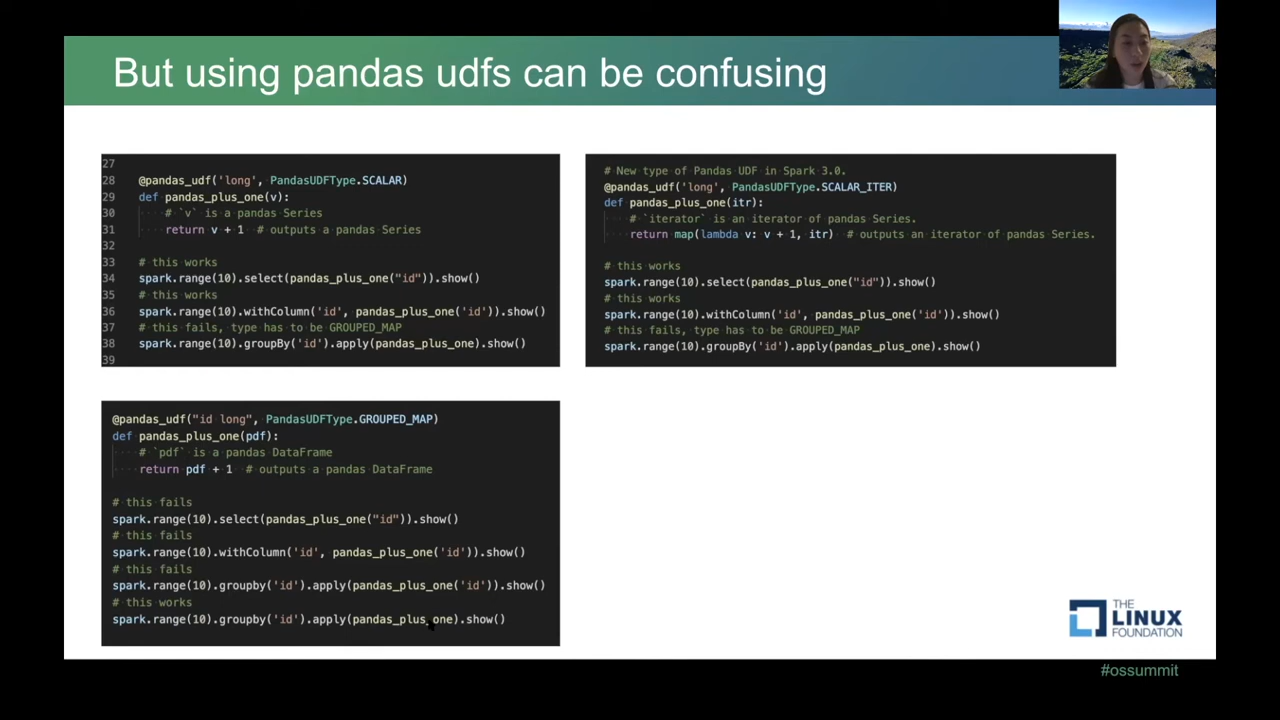 But using pandas udfs can be confusing
27
28 @pandas_udf('long', PandasUDFType.SCALAR)
29 def pandas_plus_one(v):
30 # `v` is a pandas Series
31 return v + 1 # outputs a pandas Series
32
33 # this works
34 spark.range(10).select(pandas_plus_one("id")).show()
35 # this works
36 spark.range(10).withColumn('id', pandas_plus_one('id')).show()
37 # this fails, type has to be GROUPED_MAP
38 spark.range(10).groupBy('id').apply(pandas_plus_one).show()
39
# New type of Pandas UDF in Spark 3.0.
@pandas_udf('long', PandasUDFType.SCALAR_ITER)
def pandas_plus_one(itr):
# `iterator` is an iterator of pandas Series.
return map(lambda v: v + 1, itr) # outputs an iterator of pandas Series.
# this works
spark.range(10).select(pandas_plus_one("id")).show()
# this works
spark.range(10).withColumn('id', pandas_plus_one('id')).show()
# this fails, type has to be GROUPED_MAP
spark.range(10).groupBy('id').apply(pandas_plus_one).show()
@pandas_udf("id long", PandasUDFType.GROUPED_MAP)
def pandas_plus_one(pdf):
# `pdf` is a pandas DataFrame
return pdf + 1 # outputs a pandas DataFrame
# this fails
spark.range(10).select(pandas_plus_one("id")).show()
# this fails
spark.range(10).withColumn('id', pandas_plus_one('id')).show()
# this fails
spark.range(10).groupby('id').apply(pandas_plus_one('id')).show()
# this works
spark.range(10).groupby('id').apply(pandas_plus_one).show()
THE
LINUX
FOUNDATION
#ossummit